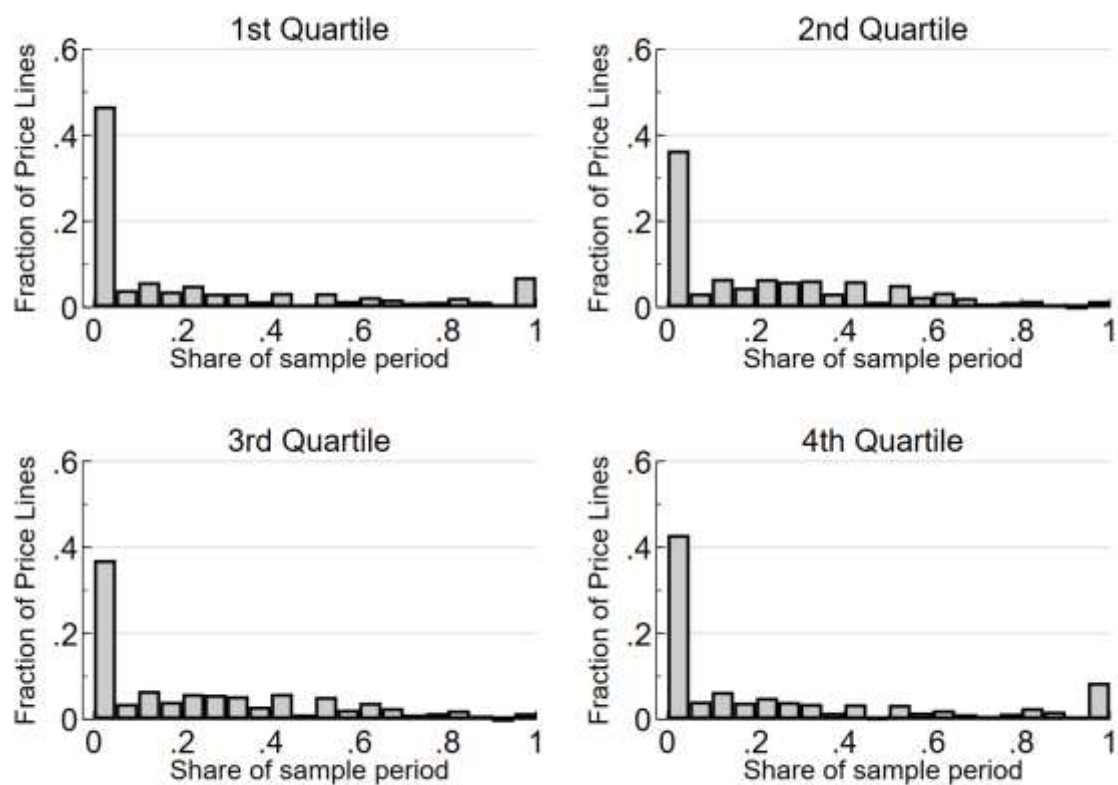 1st Quartile
Fraction of Price Lines
.6
.4
.2
0
0 .2 .4 .6 .8 1
Share of sample period
2nd Quartile
Fraction of Price Lines
.6
.4
.2
0
0 .2 .4 .6 .8 1
Share of sample period
3rd Quartile
Fraction of Price Lines
.6
.4
.2
0
0 .2 .4 .6 .8 1
Share of sample period
4th Quartile
Fraction of Price Lines
.6
.4
.2
0
0 .2 .4 .6 .8 1
Share of sample period